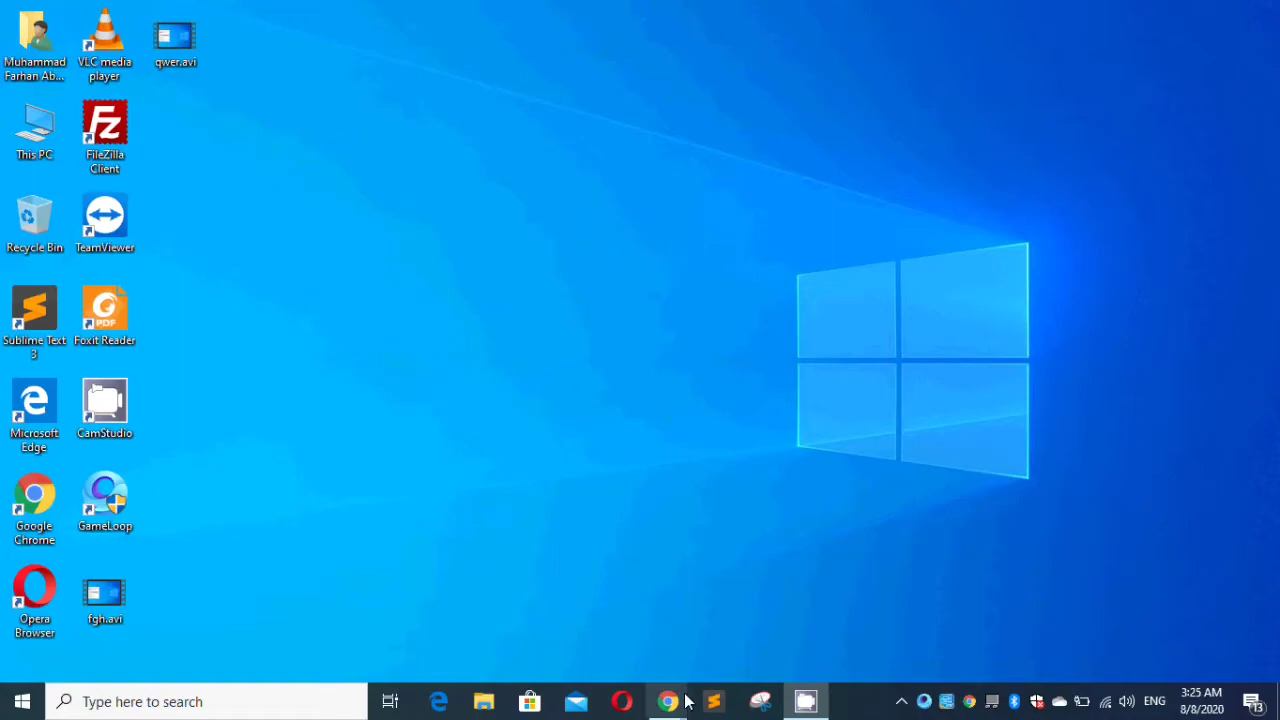 Muhammad
Farhan Ab...
VLC media
player
qwer.avi
This PC
FileZilla
Client
Recycle Bin
TeamViewer
Sublime Text
3
Foxit Reader
PDF
Microsoft
Edge
CamStudio
Google
Chrome
GameLoop
Opera
Browser
fgh.avi
Type here to search
ENG
3:25 AM
8/8/2020
13